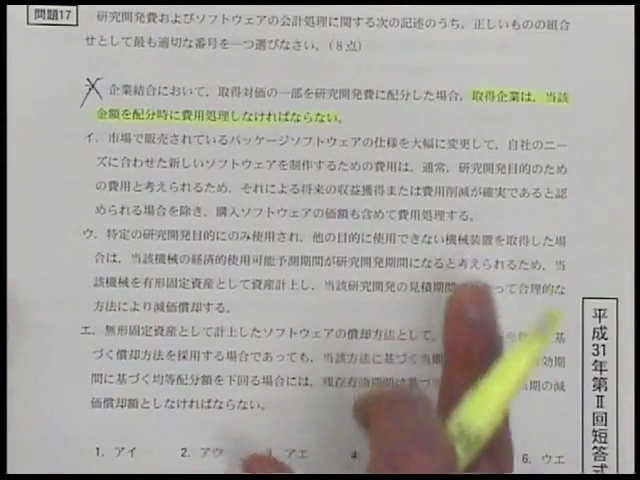 問題17
研究開発費およびソフトウェアの会計処理に関する次の記述のうち，正しいものの組合
せとして最も適切な番号を一つ選びなさい。（8点）
企業結合において，取得対価の一部を研究開発費に配分した場合，取得企業は，当該
金額を配分時に費用処理しなければならない。
イ．市場で販売されているパッケージソフトウェアの仕様を大幅に変更して，自社のニー
ズに合わせた新しいソフトウェアを制作するための費用は，通常，研究開発目的のため
の費用と考えられるため，それによる将来の収益獲得または費用削減が確実であると認
められる場合を除き，購入ソフトウェアの価額も含めて費用処理する。
ウ．特定の研究開発目的にのみ使用され，他の目的に使用できない機械装置を取得した場
合は，当該機械の経済的使用可能予測期間が研究開発期間になると考えられるため，当
該機械を有形固定資産として資産計上し，当該研究開発の見積期間 って合理的な
方法により減価償却する。
エ．無形固定資産として計上したソフトウェアの償却方法として， 基
づく償却方法を採用する場合であっても，当該方法に基づく当期 効期
間に基づく均等配分額を下回る場合には，残存有効期間 期の減
価償却額としなければならない。
1．アイ 2．アウ 3．アエ 4 6．ウエ
平成31年第Ⅱ回短答式